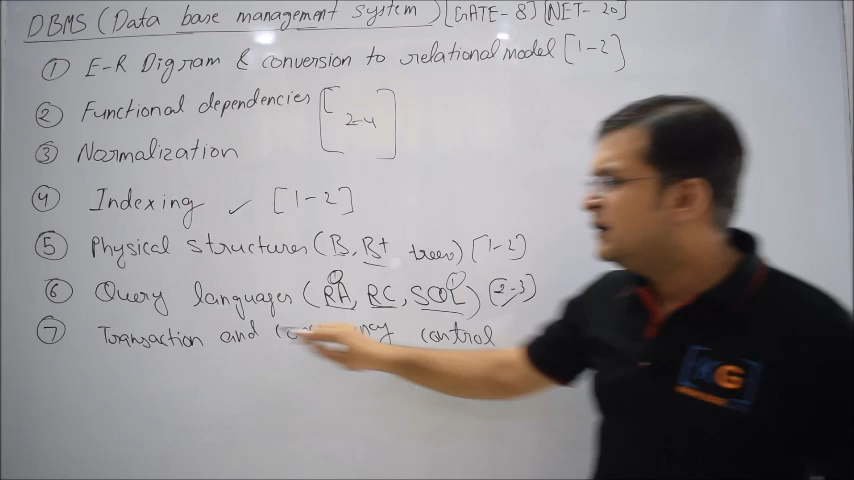 DBMS (Data base management system) [GATE-8] [NET-20]
① E-R Digram & conversion to relational model [1-2]
② Functional dependencies [2-4]
③ Normalization
④ Indexing ✓ [1-2]
⑤ Physical structures (B, B+ trees) [1-2]
⑥ Query languages (RA, RC, SQL) (2-3)
⑦ Transaction and control
KG